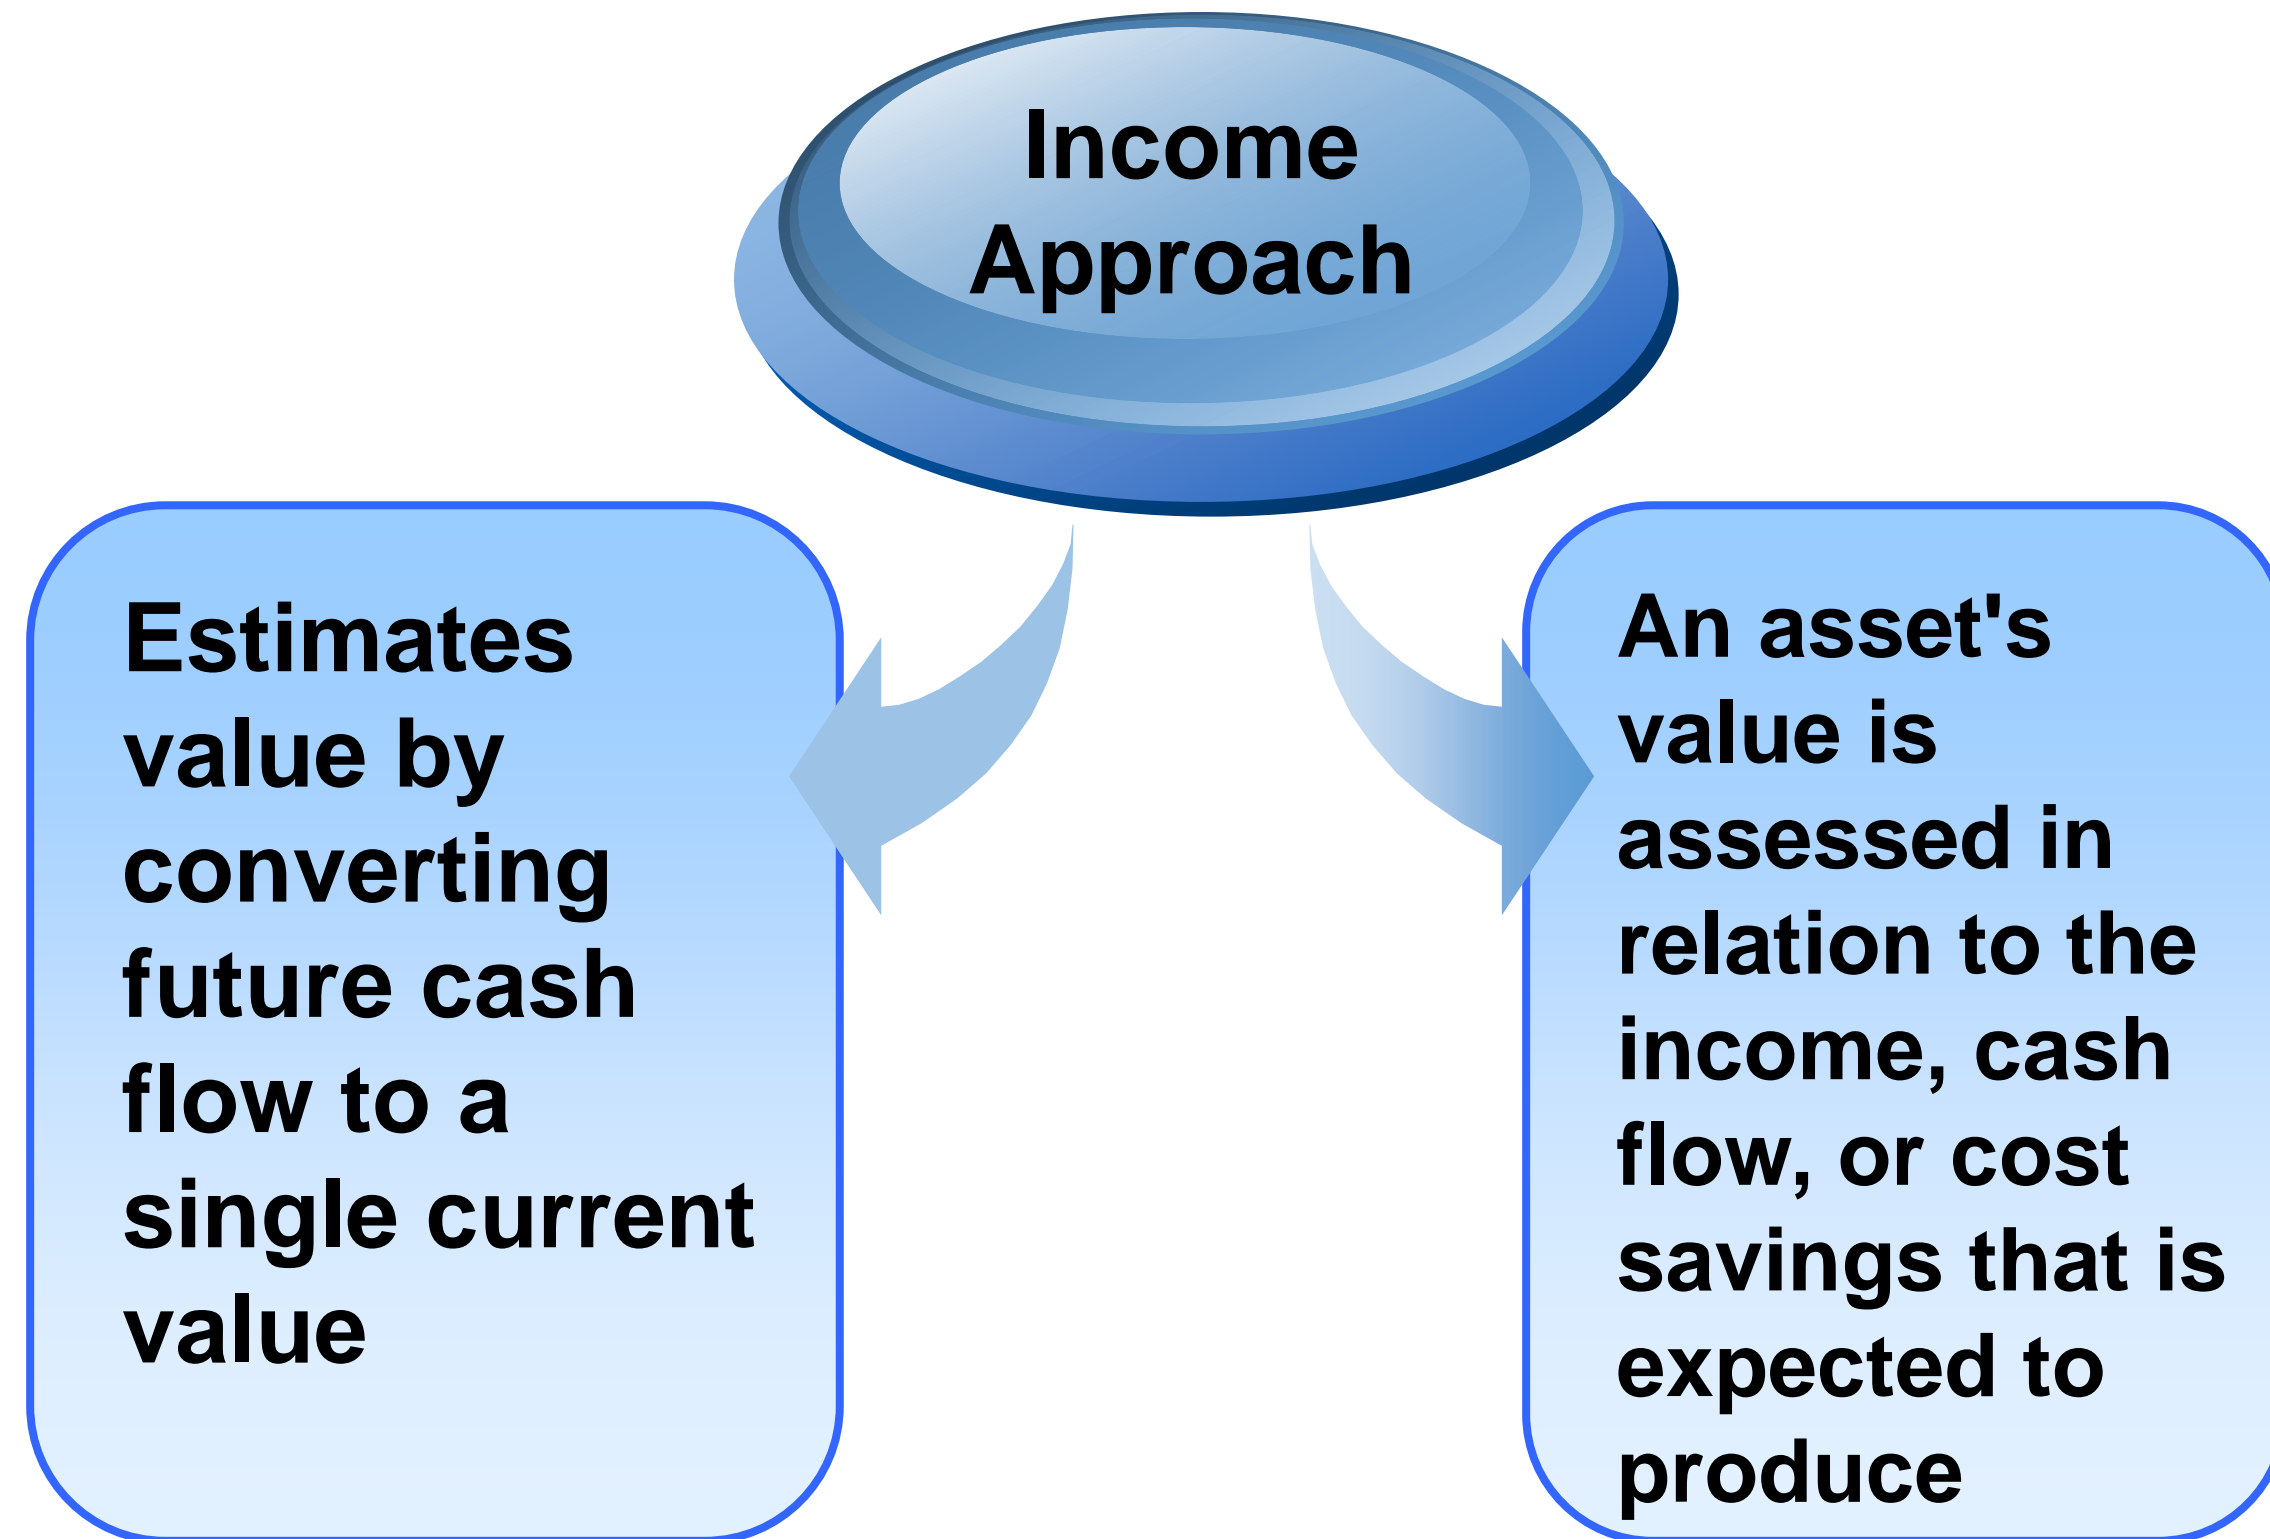 Income
Approach
Estimates
value by
converting
future cash
flow to a
single current
value
An asset's
value is
assessed in
relation to the
income, cash
flow, or cost
savings that is
expected to
produce